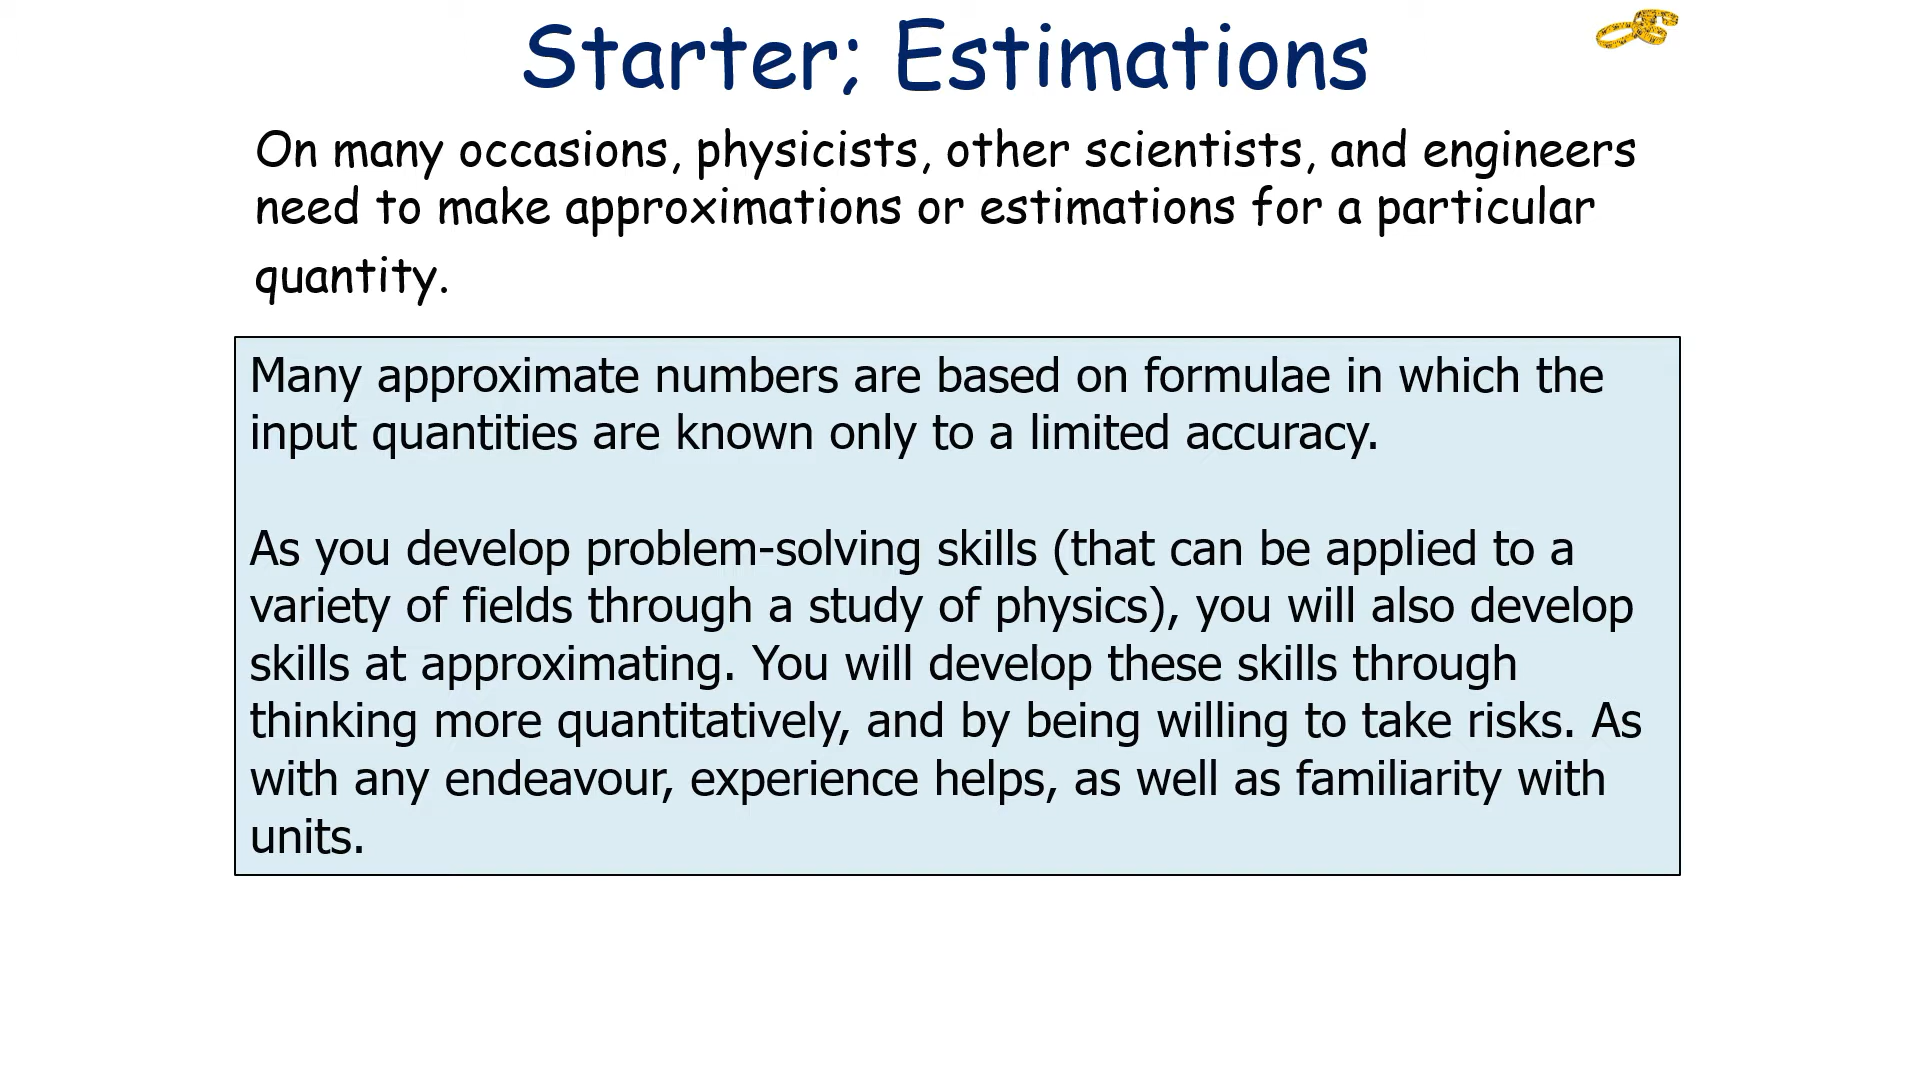 Starter; Estimations
On many occasions, physicists, other scientists, and engineers
need to make approximations or estimations for a particular
quantity.
Many approximate numbers are based on formulae in which the
input quantities are known only to a limited accuracy.
As you develop problem-solving skills (that can be applied to a
variety of fields through a study of physics), you will also develop
skills at approximating. You will develop these skills through
thinking more quantitatively, and by being willing to take risks. As
with any endeavour, experience helps, as well as familiarity with
units.